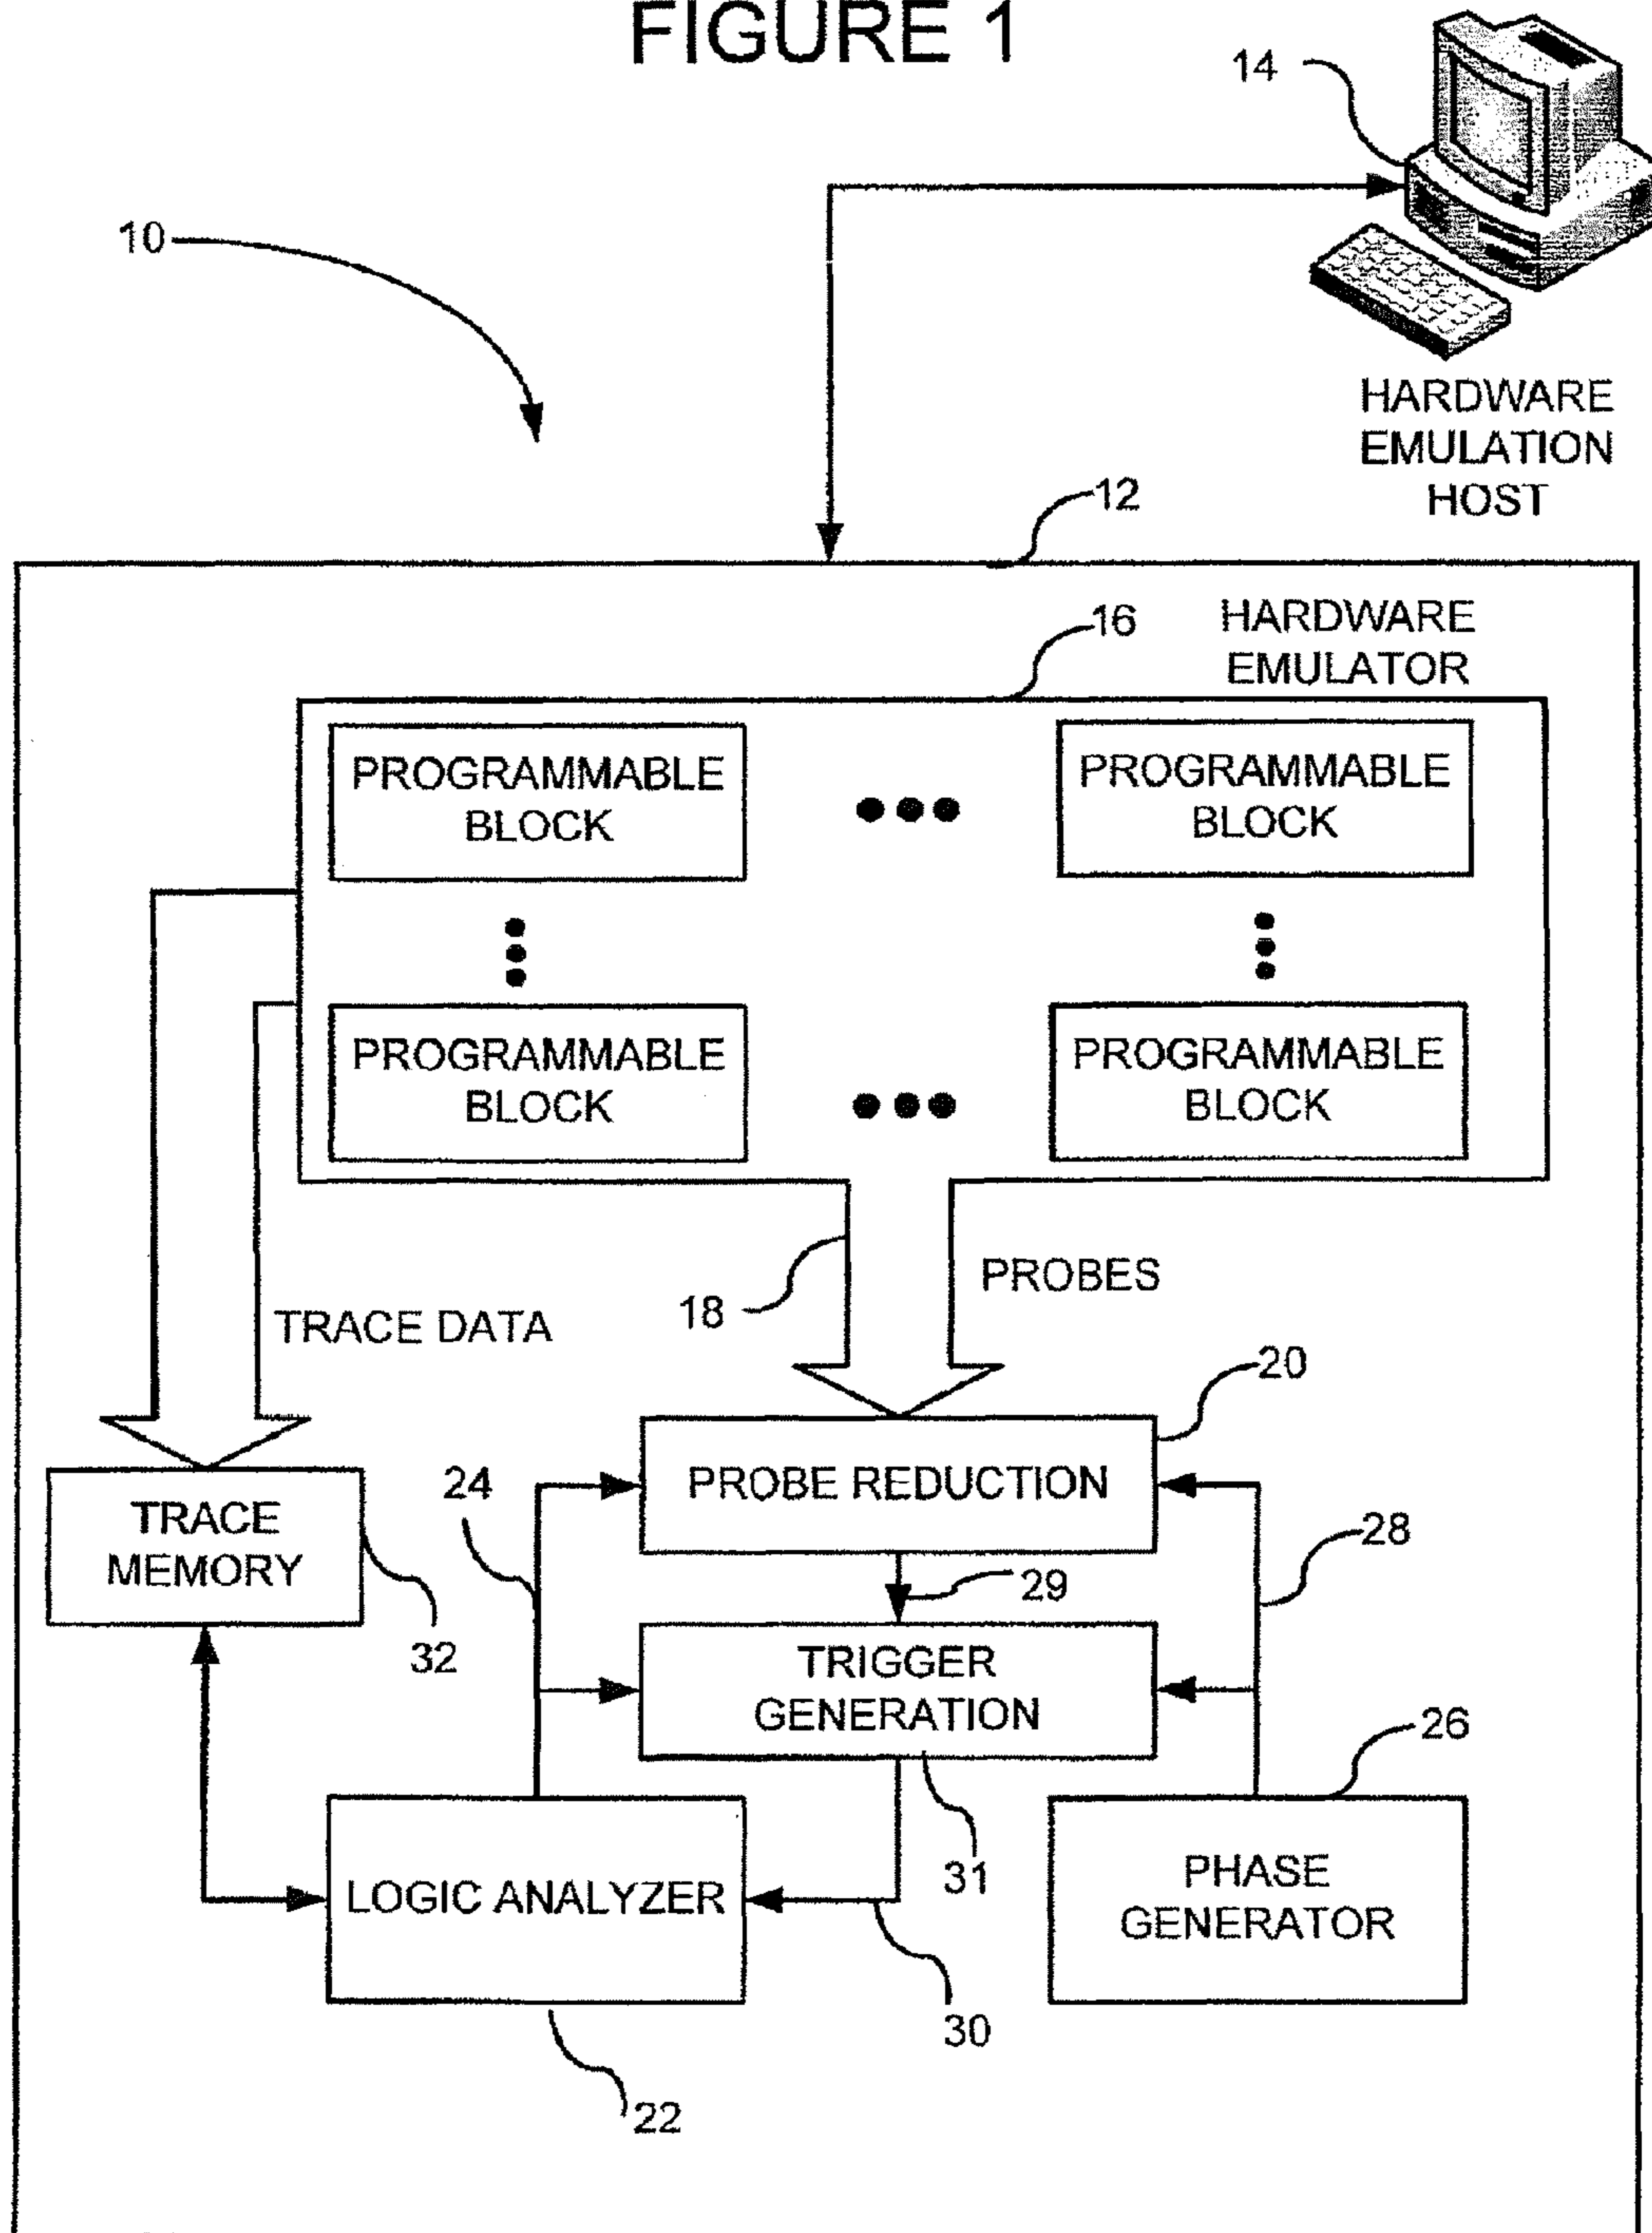 FIGURE 1
14
10
HARDWARE
EMULATION
HOST
12
16
HARDWARE
EMULATOR
PROGRAMMABLE
BLOCK
PROGRAMMABLE
BLOCK
PROGRAMMABLE
BLOCK
PROGRAMMABLE
BLOCK
18
PROBES
TRACE DATA
20
PROBE REDUCTION
24
TRACE
MEMORY
28
29
32
TRIGGER
GENERATION
26
31
LOGIC ANALYZER
PHASE
GENERATOR
30
22